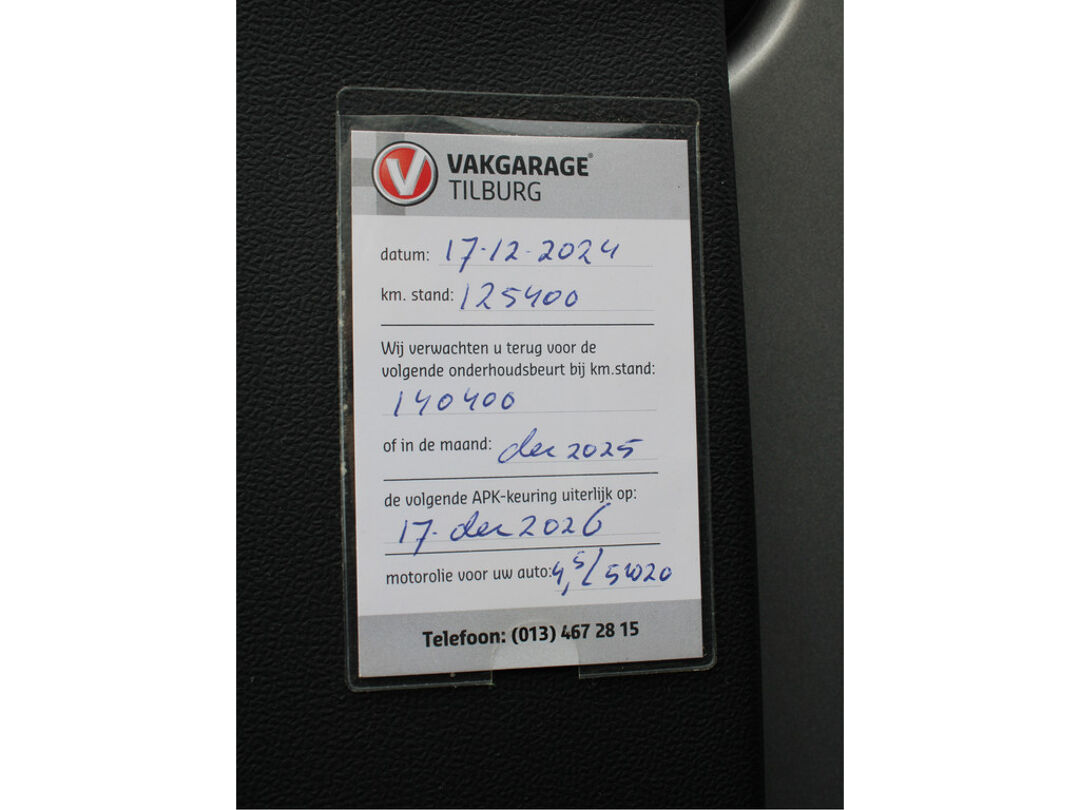 V VAKGARAGE®
TILBURG
datum: 17-12-2024
km. stand: 125400
Wij verwachten u terug voor de
volgende onderhoudsbeurt bij km.stand:
140400
of in de maand: dec 2025
de volgende APK-keuring uiterlijk op:
17-dec 2026
motorolie voor uw auto: 4,5/5W20
Telefoon: (013) 467 28 15